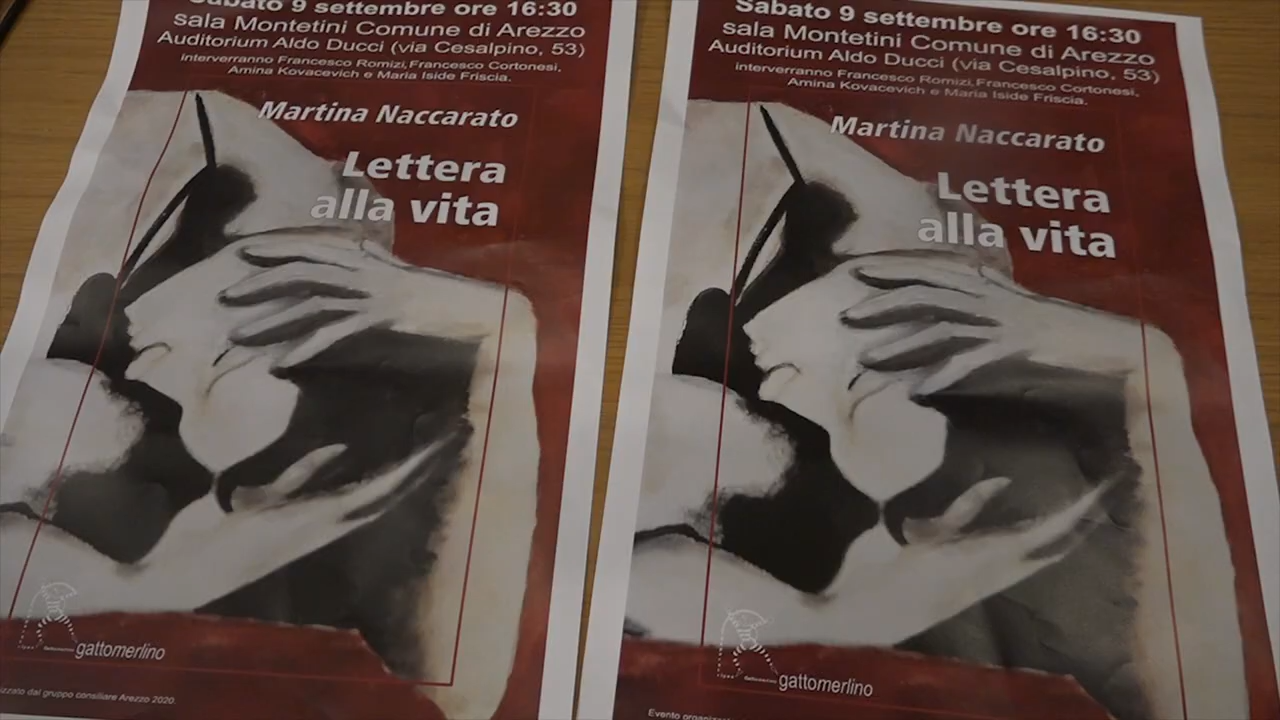 Sabato 9 settembre ore 16:30
sala Montetini Comune di Arezzo
Auditorium Aldo Ducci (via Cesalpino, 53)
interverranno Francesco Romizi, Francesco Cortonesi,
Amina Kovacevich e Maria Iside Friscia.
Martina Naccarato
Lettera
alla vita
gattomerlino
izzato dal gruppo consiliare Arezzo 2020.
Sabato 9 settembre ore 16:30
sala Montetini Comune di Arezzo
Auditorium Aldo Ducci (via Cesalpino, 53)
interverranno Francesco Romizi, Francesco Cortonesi,
Amina Kovacevich e Maria Iside Friscia.
Martina Naccarato
Lettera
alla vita
gattomerlino
Evento organizz